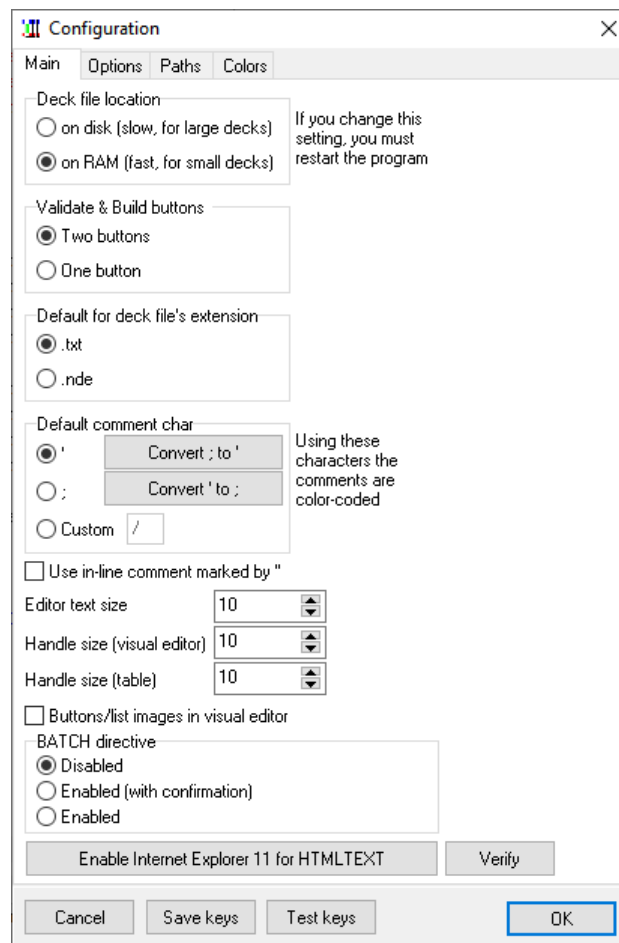 Configuration
Main Options Paths Colors
Deck file location
on disk (slow, for large decks)
on RAM (fast, for small decks)
If you change this
setting, you must
restart the program
Validate & Build buttons
Two buttons
One button
Default for deck file's extension
.txt
.nde
Default comment char
' Convert ; to '
; Convert ' to ;
Custom /
Using these
characters the
comments are
color-coded
Use in-line comment marked by ''
Editor text size 10
Handle size (visual editor) 10
Handle size (table) 10
Buttons/list images in visual editor
BATCH directive
Disabled
Enabled (with confirmation)
Enabled
Enable Internet Explorer 11 for HTMLTEXT Verify
Cancel Save keys Test keys OK